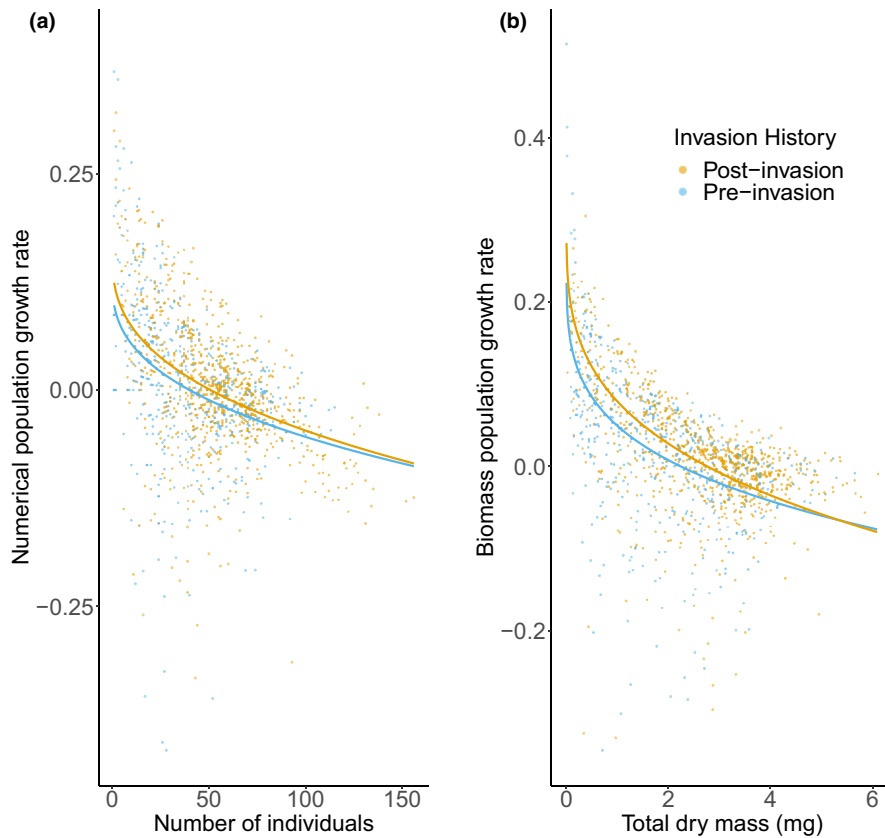 (a)
Numerical population growth rate
0.25
0.00
−0.25
0
50
100
150
Number of individuals
(b)
Biomass population growth rate
0.4
0.2
0.0
−0.2
0
2
4
6
Total dry mass (mg)
Invasion History
Post−invasion
Pre−invasion